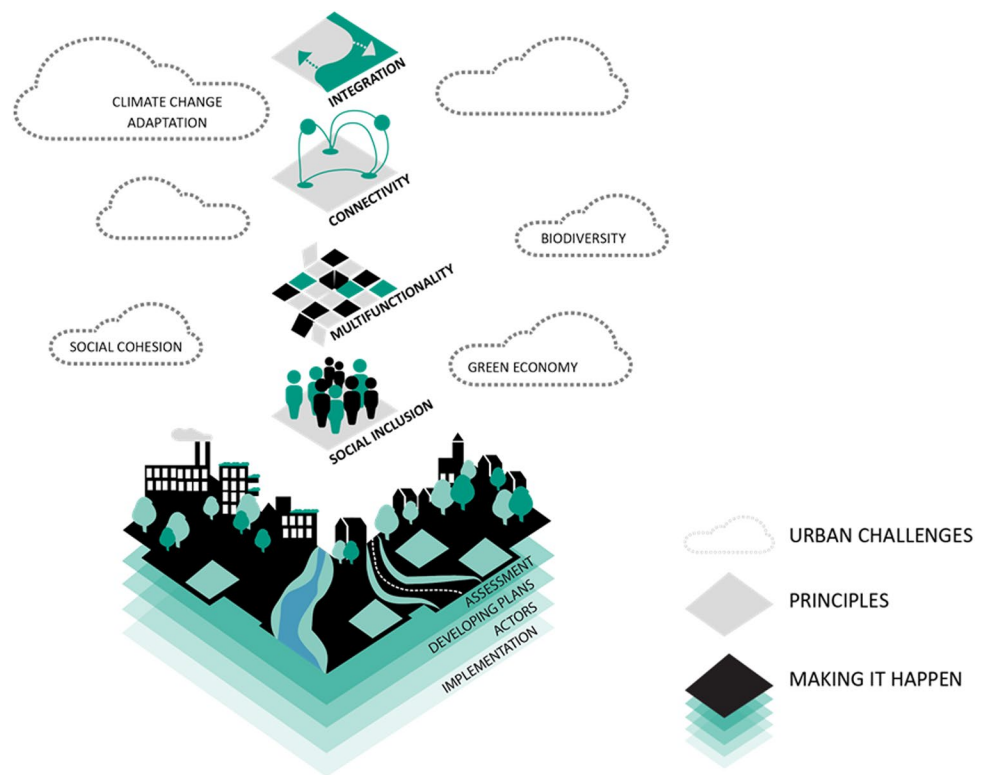 INTEGRATION
CLIMATE CHANGE
ADAPTATION
CONNECTIVITY
BIODIVERSITY
MULTIFUNCTIONALITY
SOCIAL COHESION
GREEN ECONOMY
SOCIAL INCLUSION
ASSESSMENT
DEVELOPING PLANS
ACTORS
IMPLEMENTATION
URBAN CHALLENGES
PRINCIPLES
MAKING IT HAPPEN